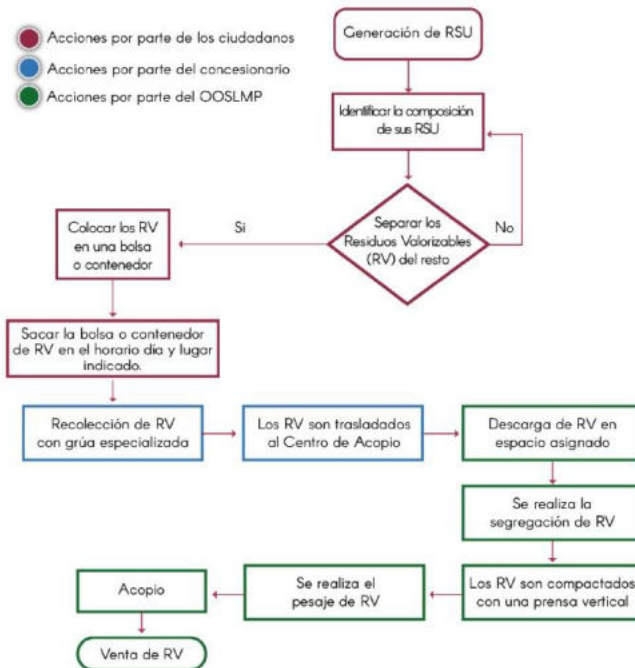 Acciones por parte de los ciudadanos
Acciones por parte del concesionario
Acciones por parte del OOSLMP
Generación de RSU
Identificar la composición
de sus RSU
Separar los
Residuos Valorizables
(RV) del resto
No
Si
Colocar los RV
en una bolsa
o contenedor
Sacar la bolsa o contenedor
de RV en el horario día y lugar
indicado.
Recolección de RV
con grúa especializada
Los RV son trasladados
al Centro de Acopio
Descarga de RV en
espacio asignado
Se realiza la
segregación de RV
Los RV son compactados
con una prensa vertical
Se realiza el
pesaje de RV
Acopio
Venta de RV